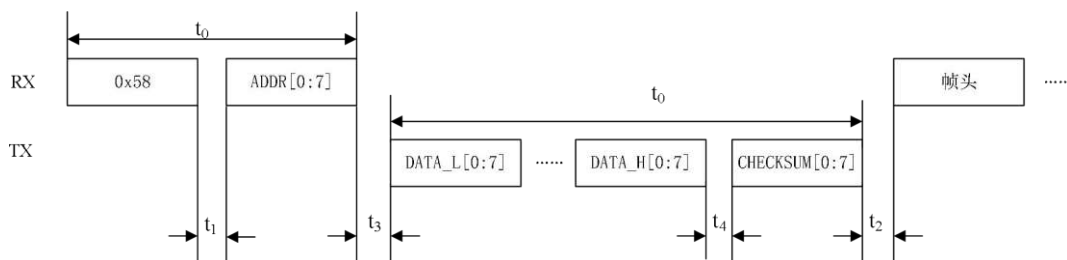 t₀
RX 0x58 ADDR[0:7] 帧头 .....
t₀
TX DATA_L[0:7] ...... DATA_H[0:7] CHECKSUM[0:7]
t₁ t₃ t₄ t₂